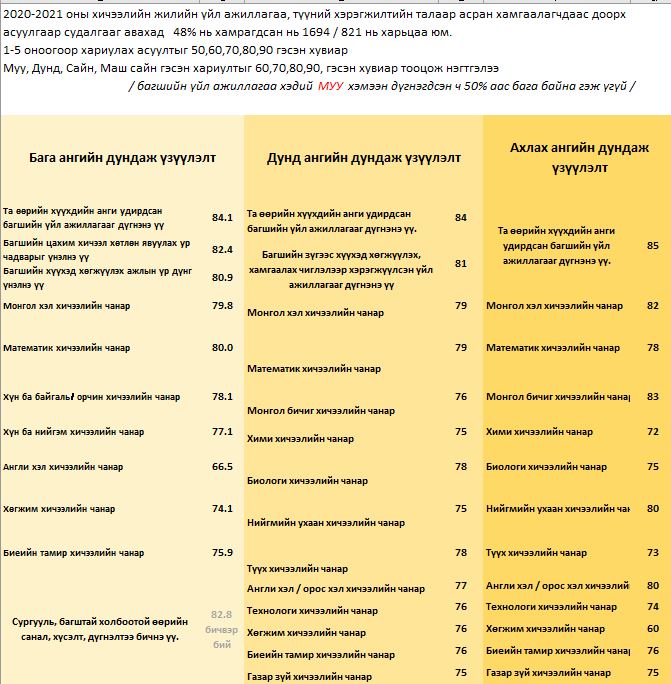 2020-2021 оны хичээлийн жилийн үйл ажиллагаа, түүний хэрэгжилтийн талаар асран хамгаалагчдаас доорх
асуулгаар судалгааг авахад 48% нь хамрагдсан нь 1694 / 821 нь харьцаа юм.
1-5 оноогоор хариулах асуултыг 50,60,70,80,90 гэсэн хувиар
Муу, Дунд, Сайн, Маш сайн гэсэн хариултыг 60,70,80,90, гэсэн хувиар тооцож нэгтгэлээ
/ багшийн үйл ажиллагаа хэдий МУУ хэмээн дүгнэгдсэн ч 50% аас бага байна гэж үгүй /
Бага ангийн дундаж үзүүлэлт
Та өөрийн хүүхдийн анги удирдсан
багшийн үйл ажиллагааг дүгнэнэ үү 84.1
Багшийн цахим хичээл хөтлөн явуулах ур
чадварыг үнэлнэ үү 82.4
Багшийн хүүхэд хөгжүүлэх ажлын үр дүнг
үнэлнэ үү 80.9
Монгол хэл хичээлийн чанар 79.8
Математик хичээлийн чанар 80.0
Хүн ба байгаль орчин хичээлийн чанар 78.1
Хүн ба нийгэм хичээлийн чанар 77.1
Англи хэл хичээлийн чанар 66.5
Хөгжим хичээлийн чанар 74.1
Биеийн тамир хичээлийн чанар 75.9
Сургууль, багштай холбоотой өөрийн
санал, хүсэлт, дүгнэлтээ бичнэ үү.
82.8
бичвэр
бий
Дунд ангийн дундаж үзүүлэлт
Та өөрийн хүүхдийн анги удирдсан
багшийн үйл ажиллагааг дүгнэнэ үү. 84
Багшийн зүгээс хүүхэд хөгжүүлэх,
хамгаалах чиглэлээр хэрэгжүүлсэн үйл
ажиллагааг дүгнэнэ үү 81
Монгол хэл хичээлийн чанар 79
Математик хичээлийн чанар 79
Монгол бичиг хичээлийн чанар 76
Хими хичээлийн чанар 75
Биологи хичээлийн чанар 78
Нийгмийн ухаан хичээлийн чанар 75
Түүх хичээлийн чанар 78
Англи хэл / орос хэл хичээлийн чанар 77
Технологи хичээлийн чанар 76
Хөгжим хичээлийн чанар 76
Биеийн тамир хичээлийн чанар 76
Газар зүй хичээлийн чанар 75
Ахлах ангийн дундаж
үзүүлэлт
Та өөрийн хүүхдийн анги
удирдсан багшийн үйл
ажиллагааг дүгнэнэ үү. 85
Монгол хэл хичээлийн чанар 82
Математик хичээлийн чанар 78
Монгол бичиг хичээлийн чанар 83
Хими хичээлийн чанар 72
Биологи хичээлийн чанар 75
Нийгмийн ухаан хичээлийн чан 80
Түүх хичээлийн чанар 73
Англи хэл / орос хэл хичээлий 80
Технологи хичээлийн чанар 74
Хөгжим хичээлийн чанар 60
Биеийн тамир хичээлийн чанар 76
Газар зүй хичээлийн чанар 75